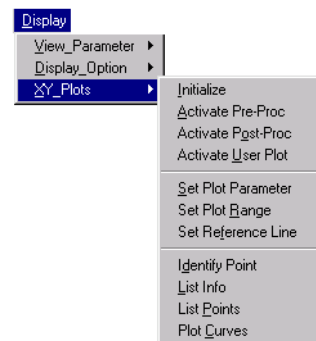 Display
View_Parameter
Display_Option
XY_Plots
Initialize
Activate Pre-Proc
Activate Post-Proc
Activate User Plot
Set Plot Parameter
Set Plot Range
Set Reference Line
Identify Point
List Info
List Points
Plot Curves